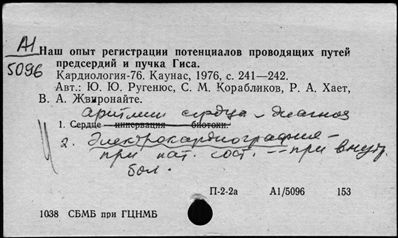 А1
5096
Наш опыт регистрации потенциалов проводящих путей
предсердий и пучка Гиса.
Кардиология-76. Каунас, 1976, с. 241—242.
Авт.: Ю. Ю. Ругенюс, С. М. Корабликов, Р. А. Хает,
В. А. Жвиронайте.
аритмии сердца - диагноз
1. Сердце — иннервация — биотоки.
2. Электрокардиография -
при пат. сост. -- при внутр.
бол.
П-2-2а А1/5096 153
1038 СБМБ при ГЦНМБ